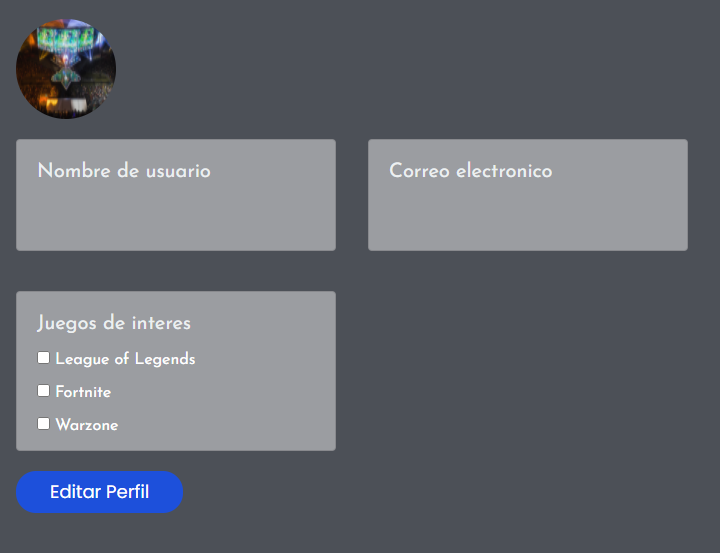 Nombre de usuario
Correo electronico
Juegos de interes
League of Legends
Fortnite
Warzone
Editar Perfil